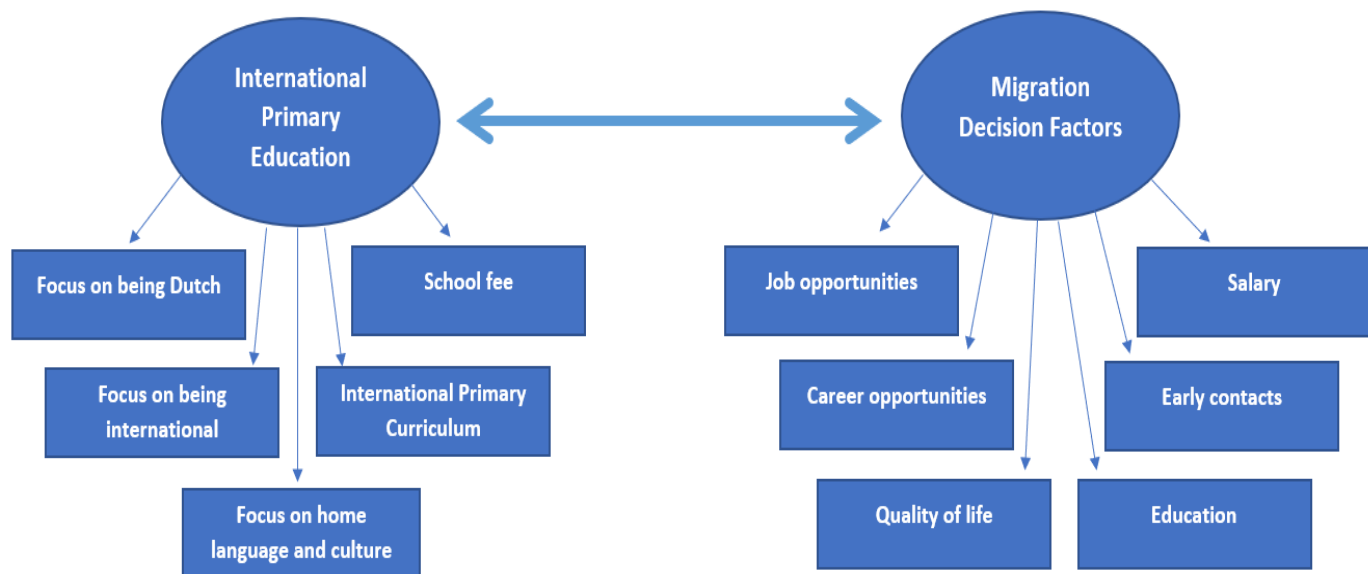 International
Primary
Education
Migration
Decision Factors
Focus on being Dutch
School fee
Focus on being
international
International Primary
Curriculum
Focus on home
language and culture
Job opportunities
Salary
Career opportunities
Early contacts
Quality of life
Education